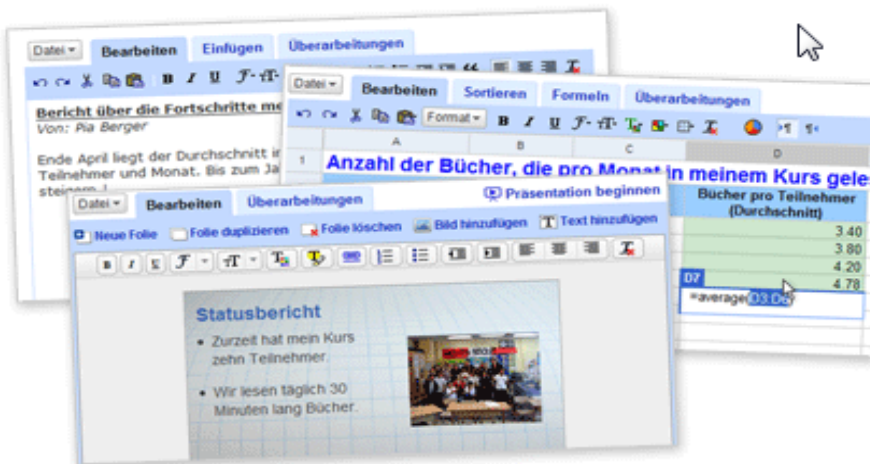 Datei
Bearbeiten Einfügen Überarbeitungen
B I U
Bericht über die Fortschritte me
Von: Pia Berger
Ende April liegt der Durchschnitt i
Teilnehmer und Monat. Bis zum Ja
steigern.
Datei
Bearbeiten Sortieren Formeln Überarbeitungen
Format B I U
A B C D
1 Anzahl der Bücher, die pro Monat in meinem Kurs geles
Bücher pro Teilnehmer
(Durchschnitt)
3.40
3.80
4.20
D7 4.78
=average(D3:D6)
Datei
Bearbeiten Überarbeitungen Präsentation beginnen
Neue Folie Folie duplizieren Folie löschen Bild hinzufügen Text hinzufügen
B I U
Statusbericht
• Zurzeit hat mein Kurs
zehn Teilnehmer.
• Wir lesen täglich 30
Minuten lang Bücher.